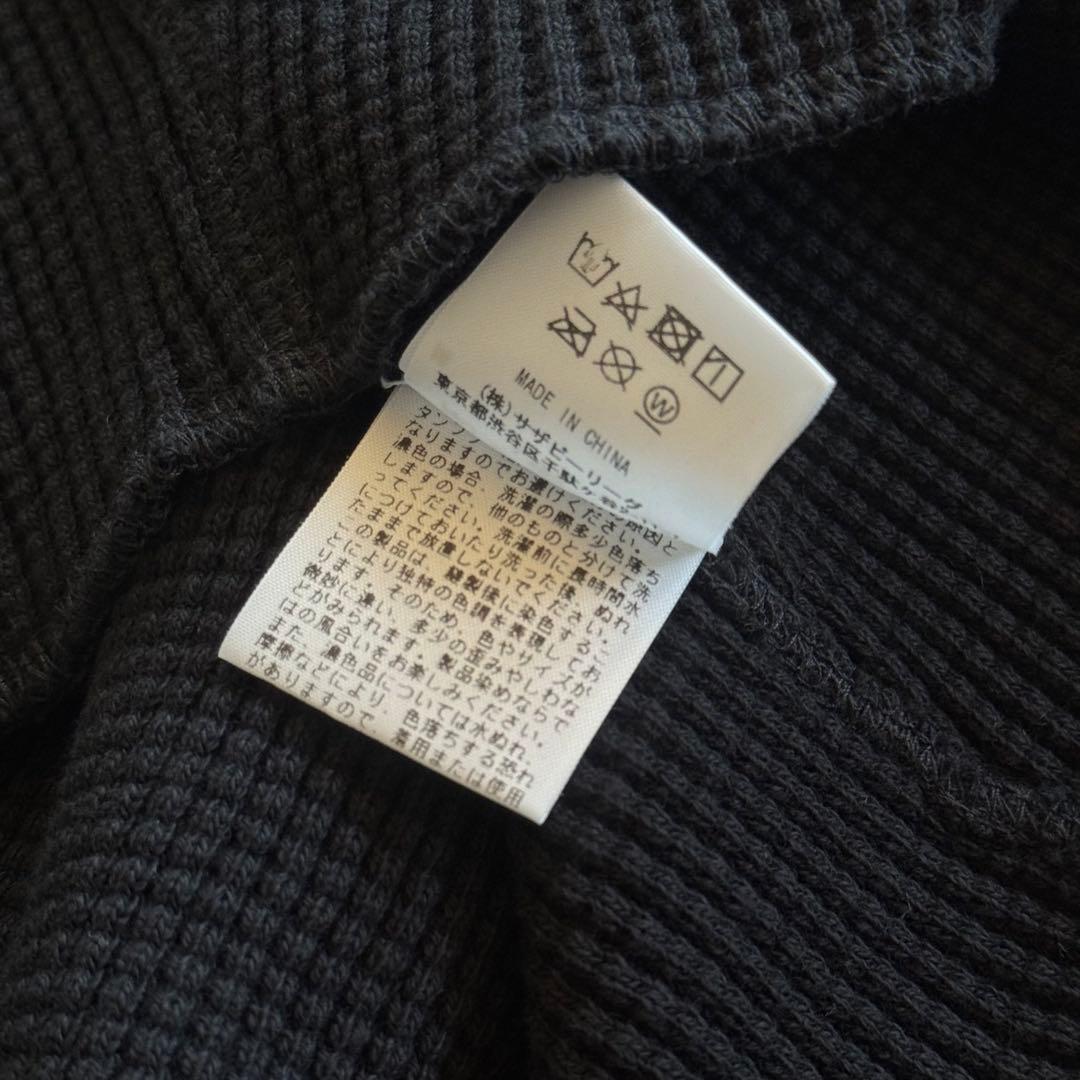 MADE IN CHINA
(株)サザビーリーグ
東京都渋谷区千駄ヶ谷
なりますのでお避けください。
濃色の場合、洗濯の際多少色落ち
しますので、他のものと分けて洗
ってください。洗濯前に長時間水
につけておいたり洗った後、ぬれ
たままで放置しないでください。
この製品は、縫製後に染色するこ
とにより独特の色調を表現してお
ります。そのため、色やサイズが
微妙に違い、多少の歪みやしわな
どがみられます。製品染めならで
はの風合いをお楽しみください。
また、濃色品については水ぬれ、
摩擦などにより、色落ちする恐れ
がありますので、着用または使用
W